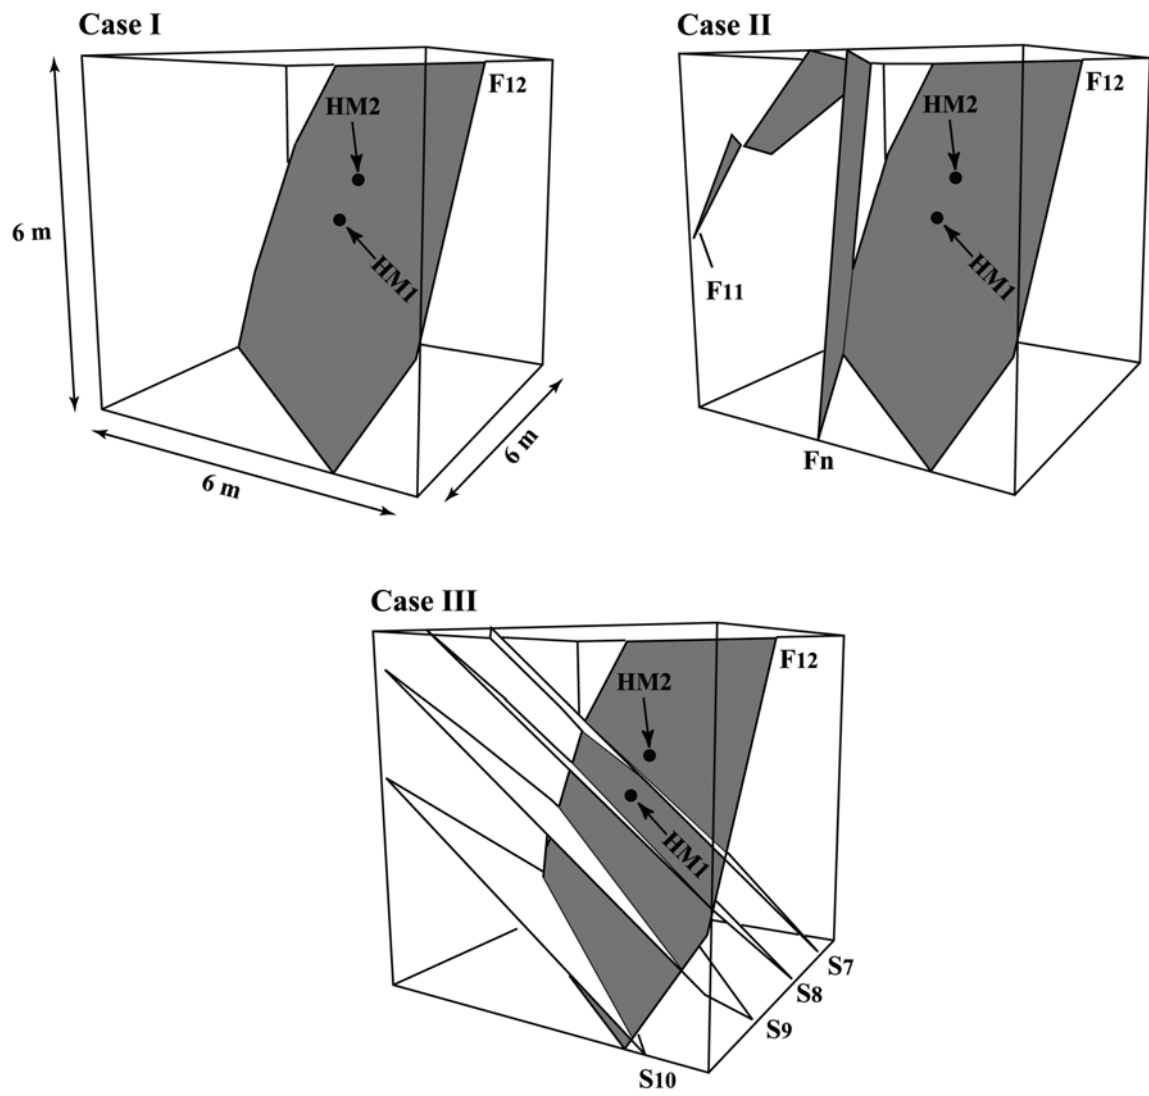 Case I
F12
HM2
HM1
6 m
6 m
6 m
Case II
F12
HM2
HM1
F11
Fn
Case III
F12
HM2
HM1
S7
S8
S9
S10